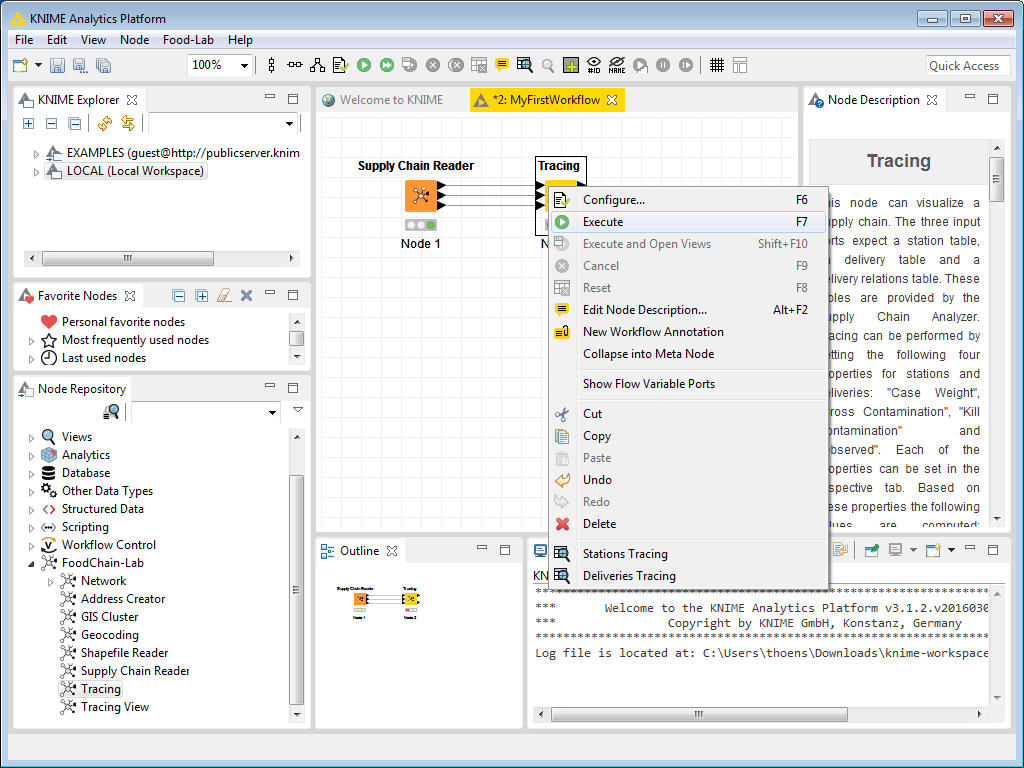 KNIME Analytics Platform
File Edit View Node Food-Lab Help
100%
#ID
NAME
Quick Access
KNIME Explorer
Welcome to KNIME
*2: MyFirstWorkflow
Node Description
EXAMPLES (guest@http://publicserver.knim
LOCAL (Local Workspace)
Supply Chain Reader
Node 1
Tracing
N
Configure... F6
Execute F7
Execute and Open Views Shift+F10
Cancel F9
Reset F8
Edit Node Description... Alt+F2
New Workflow Annotation
Collapse into Meta Node
Show Flow Variable Ports
Cut
Copy
Paste
Undo
Redo
Delete
Stations Tracing
Deliveries Tracing
Tracing
his node can visualize a
pply chain. The three input
orts expect a station table,
delivery table and a
elivery relations table. These
bles are provided by the
upply Chain Analyzer.
acing can be performed by
etting the following four
roperties for stations and
eliveries: "Case Weight",
ross Contamination", "Kill
ontamination" and
bserved". Each of the
roperties can be set in the
spective tab. Based on
ese properties the following
lues are computed:
Favorite Nodes
Personal favorite nodes
Most frequently used nodes
Last used nodes
Node Repository
Views
Analytics
Database
Other Data Types
Structured Data
Scripting
Workflow Control
FoodChain-Lab
Network
Address Creator
GIS Cluster
Geocoding
Shapefile Reader
Supply Chain Reader
Tracing
Tracing View
Outline
Supply Chain Reader
Tracing
Node 1
Node 2
KN
*** Welcome to the KNIME Analytics Platform v3.1.2.v2016030
*** Copyright by KNIME GmbH, Konstanz, Germany
Log file is located at: C:\Users\thoens\Downloads\knime-workspace